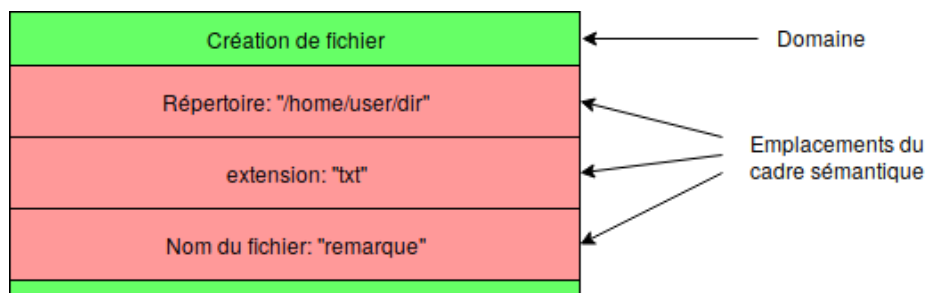 Création de fichier
Domaine
Répertoire: "/home/user/dir"
extension: "txt"
Emplacements du
cadre sémantique
Nom du fichier: "remarque"